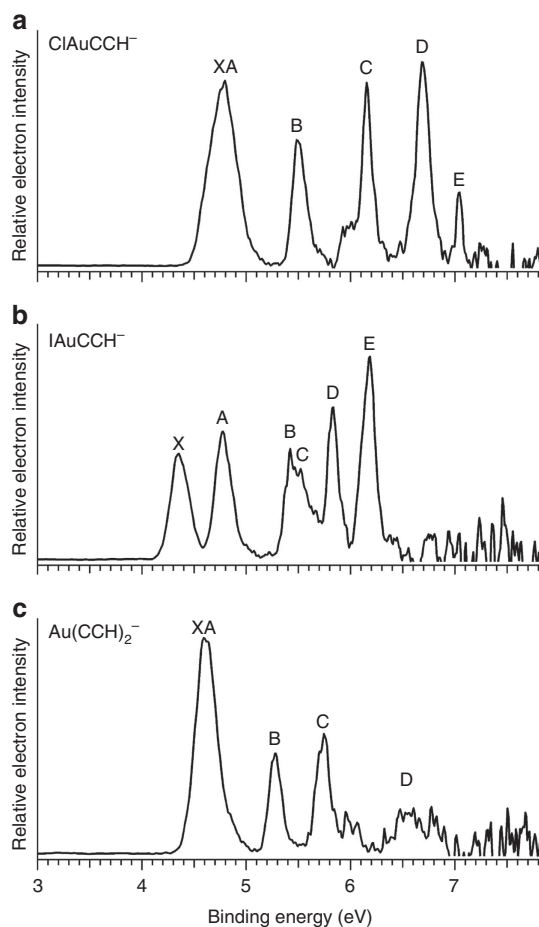 a
ClAuCCH⁻
XA
B
C
D
E
Relative electron intensity
b
IAuCCH⁻
X
A
B
C
D
E
Relative electron intensity
c
Au(CCH)₂⁻
XA
B
C
D
Relative electron intensity
3 4 5 6 7
Binding energy (eV)